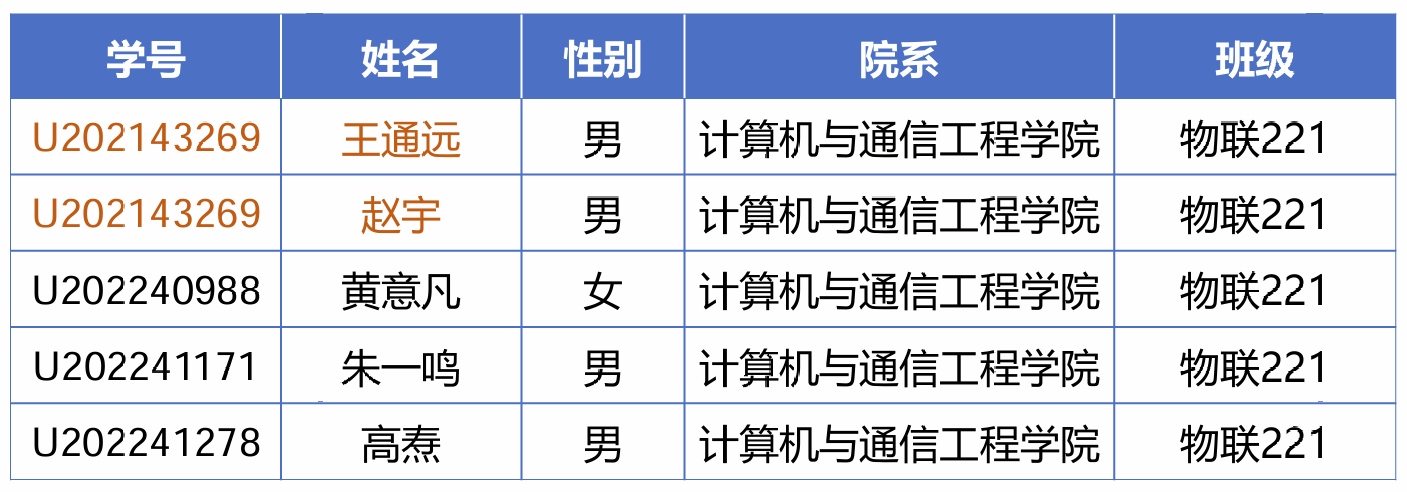 学号 姓名 性别 院系 班级
U202143269 王通远 男 计算机与通信工程学院 物联221
U202143269 赵宇 男 计算机与通信工程学院 物联221
U202240988 黄意凡 女 计算机与通信工程学院 物联221
U202241171 朱一鸣 男 计算机与通信工程学院 物联221
U202241278 高焘 男 计算机与通信工程学院 物联221